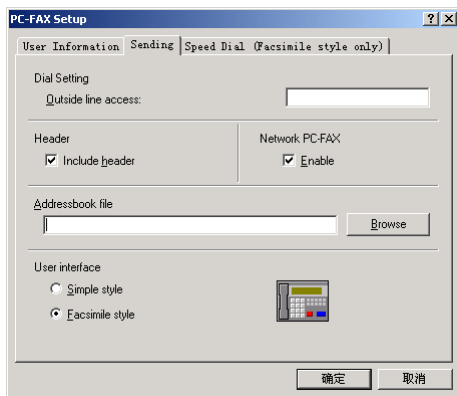 PC-FAX Setup
User Information Sending Speed Dial (Facsimile style only)
Dial Setting
Outside line access:
Header Network PC-FAX
Include header Enable
Addressbook file
Browse
User interface
Simple style
Facsimile style
确定 取消